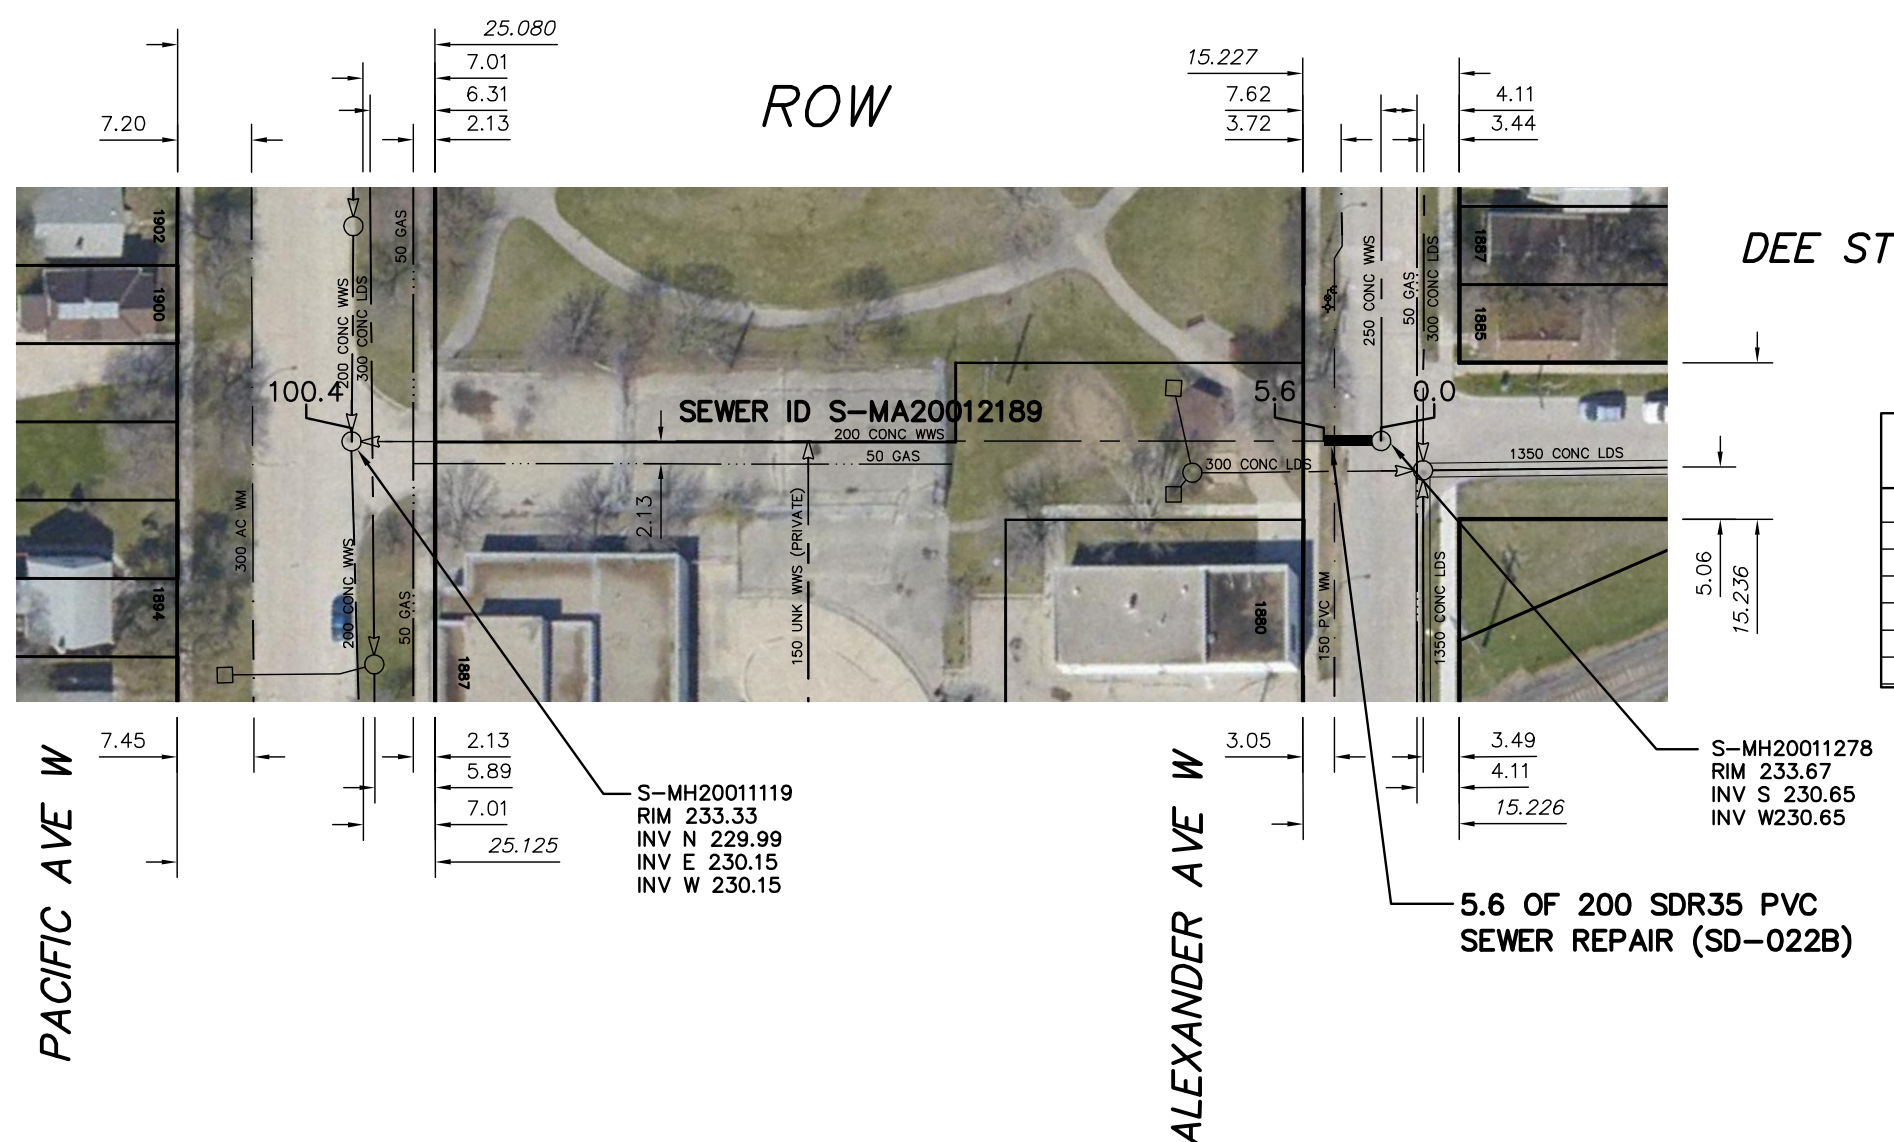 25.080
7.01
6.31
2.13
7.20
ROW
15.227
7.62
3.72
4.11
3.44
DEE ST
1902
1900
1894
50 GAS
200 CONC WWS
300 CONC LDS
100.4
SEWER ID S-MA20012189
200 CONC WWS
50 GAS
2.13
150 UNK WWS (PRIVATE)
300 AC WM
200 CONC WWS
50 GAS
1887
5.6
0.0
250 CONC WWS
50 GAS
300 CONC LDS
1887
1885
300 CONC LDS
1350 CONC LDS
1880
150 PVC WM
1350 CONC LDS
5.06
15.236
7.45
2.13
5.89
7.01
25.125
3.05
3.49
4.11
15.226
S-MH20011119
RIM 233.33
INV N 229.99
INV E 230.15
INV W 230.15
S-MH20011278
RIM 233.67
INV S 230.65
INV W230.65
5.6 OF 200 SDR35 PVC
SEWER REPAIR (SD-022B)
PACIFIC AVE W
ALEXANDER AVE W